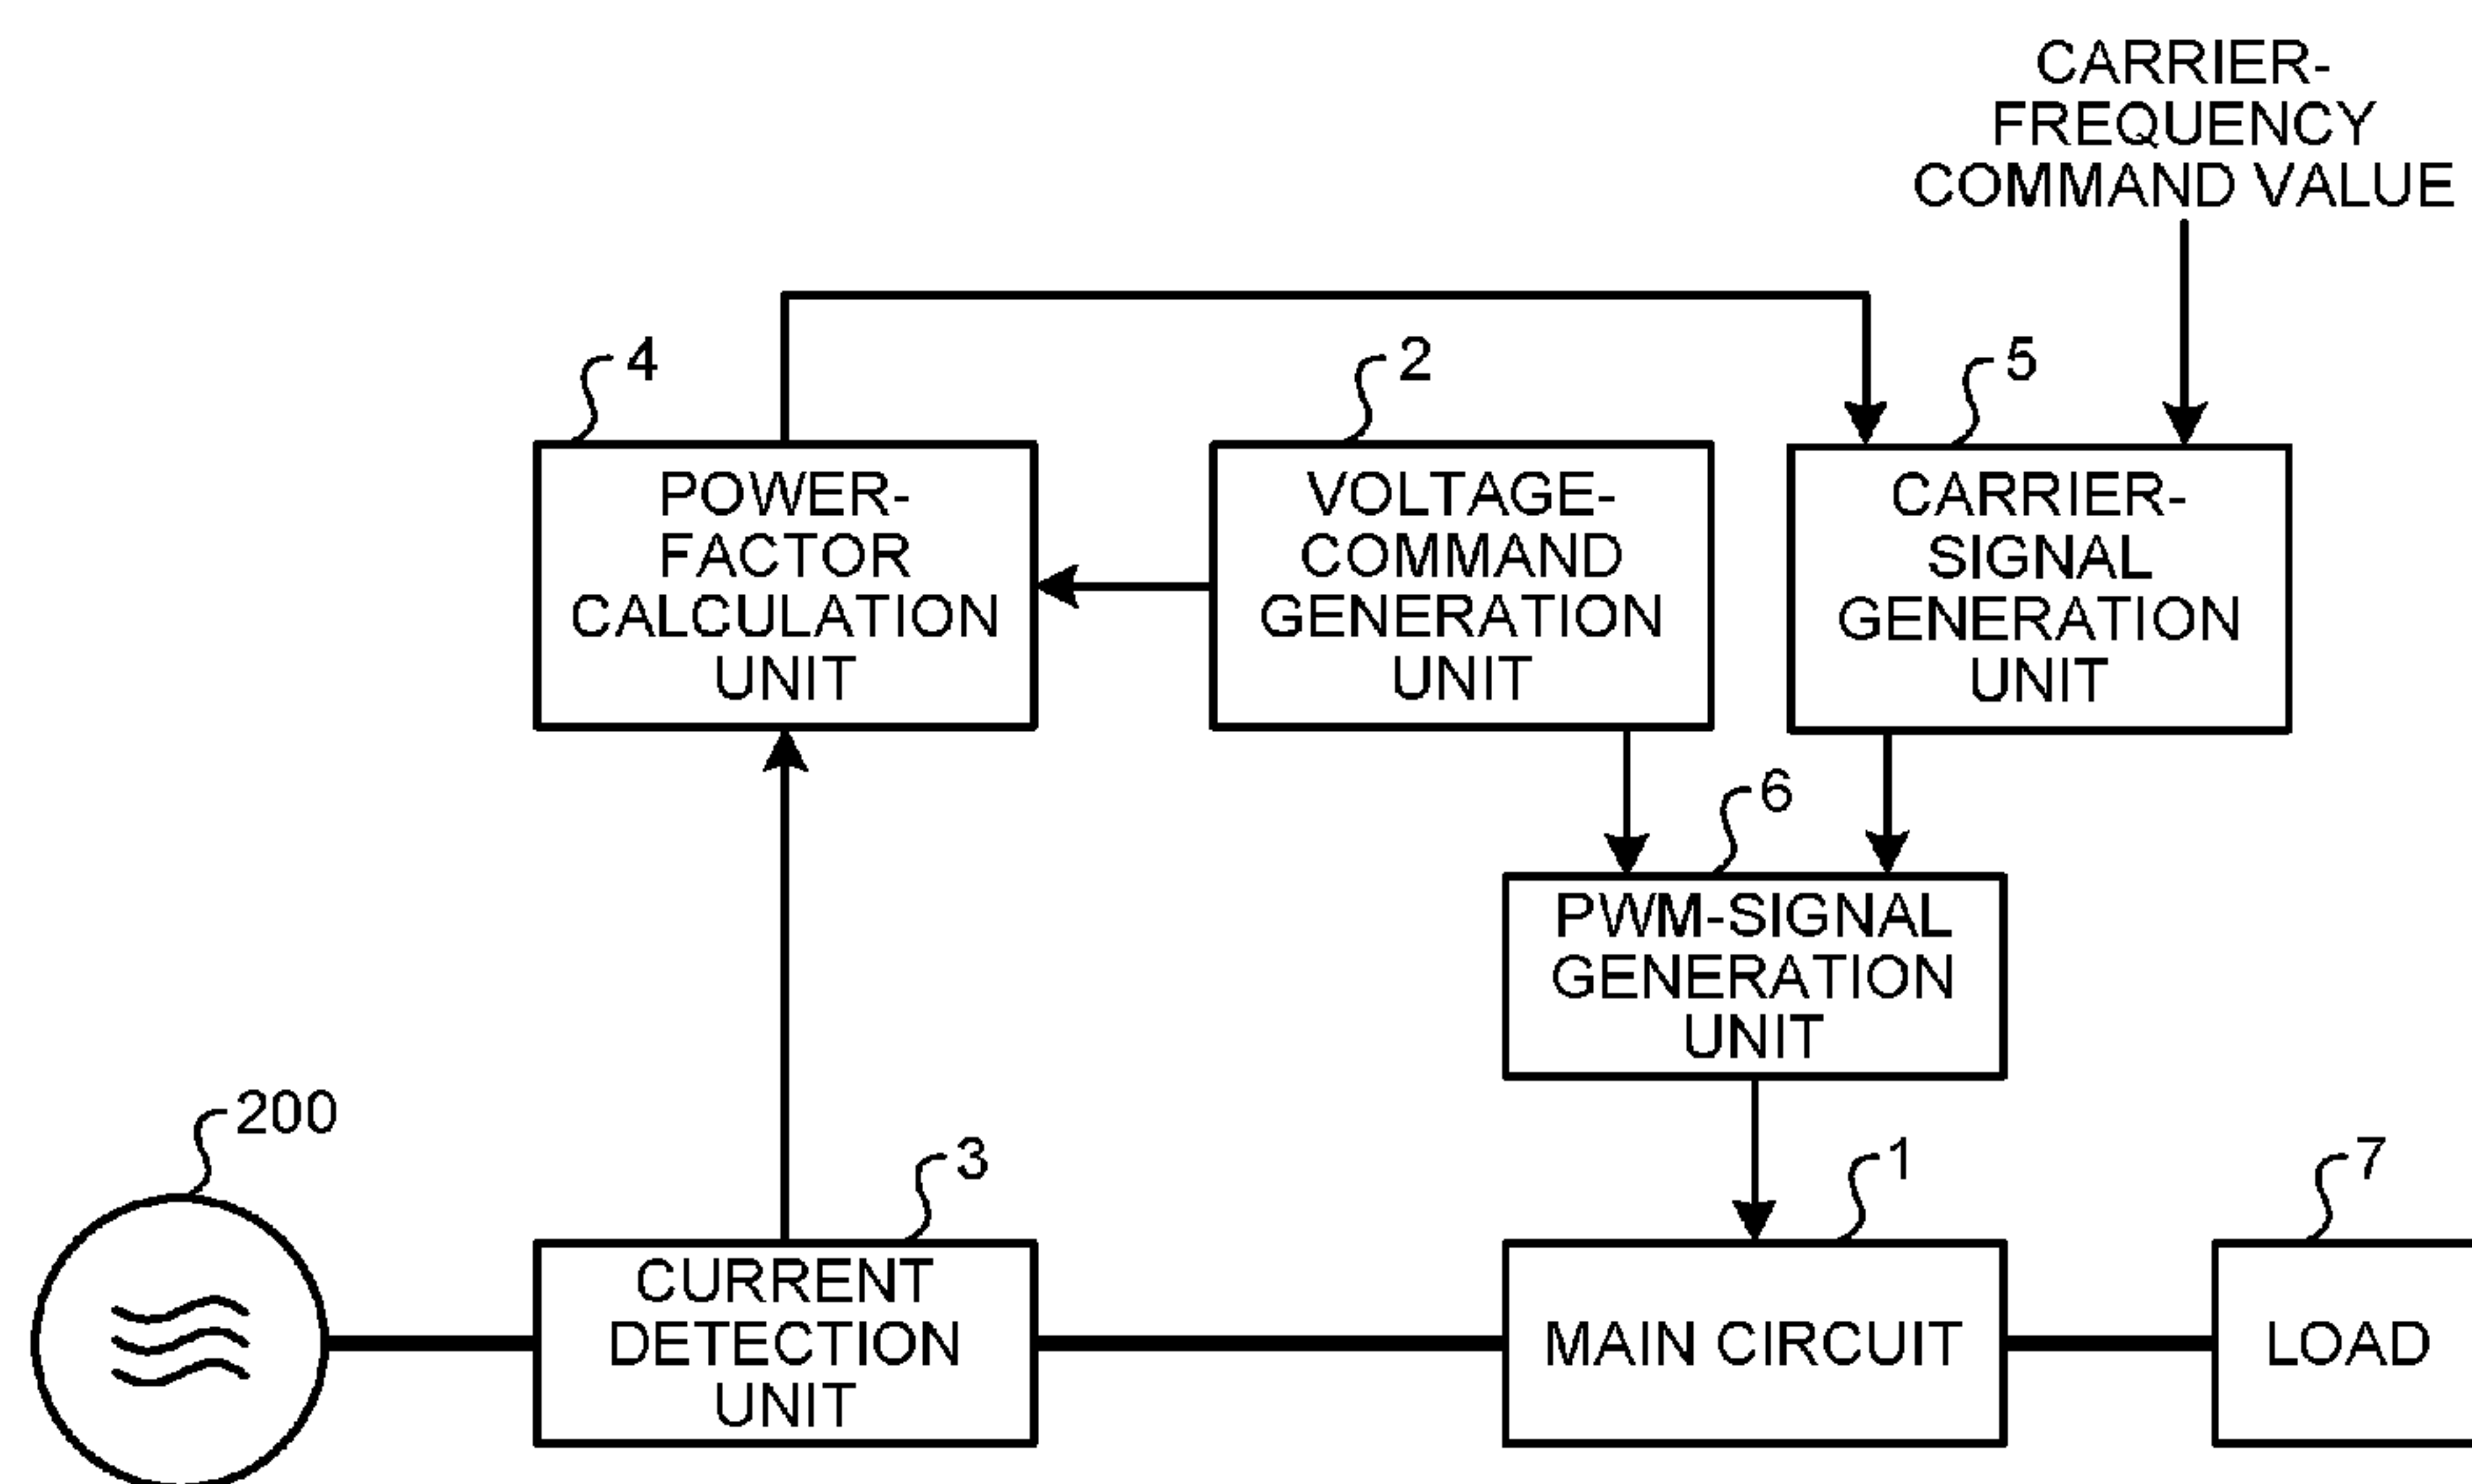 CARRIER-
FREQUENCY
COMMAND VALUE
4
2
5
POWER-
FACTOR
CALCULATION
UNIT
VOLTAGE-
COMMAND
GENERATION
UNIT
CARRIER-
SIGNAL
GENERATION
UNIT
6
PWM-SIGNAL
GENERATION
UNIT
200
3
1
7
CURRENT
DETECTION
UNIT
MAIN CIRCUIT
LOAD